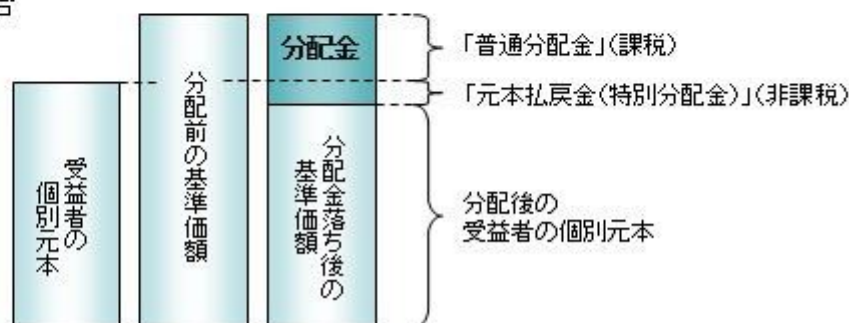 分配金
「普通分配金」(課税)
「元本払戻金(特別分配金)」(非課税)
受益者の
個別元本
分配前の基準価額
分配金落ち後の
基準価額
分配後の
受益者の個別元本